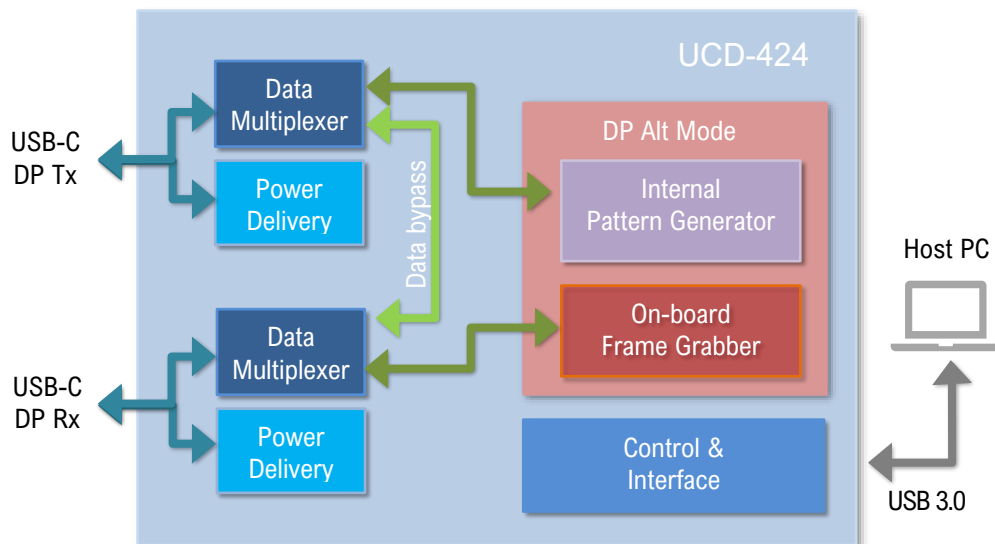 UCD-424
Data
Multiplexer
DP Alt Mode
USB-C
DP Tx
Power
Delivery
Data bypass
Internal
Pattern Generator
Host PC
Data
Multiplexer
On-board
Frame Grabber
USB-C
DP Rx
Power
Delivery
Control &
Interface
USB 3.0